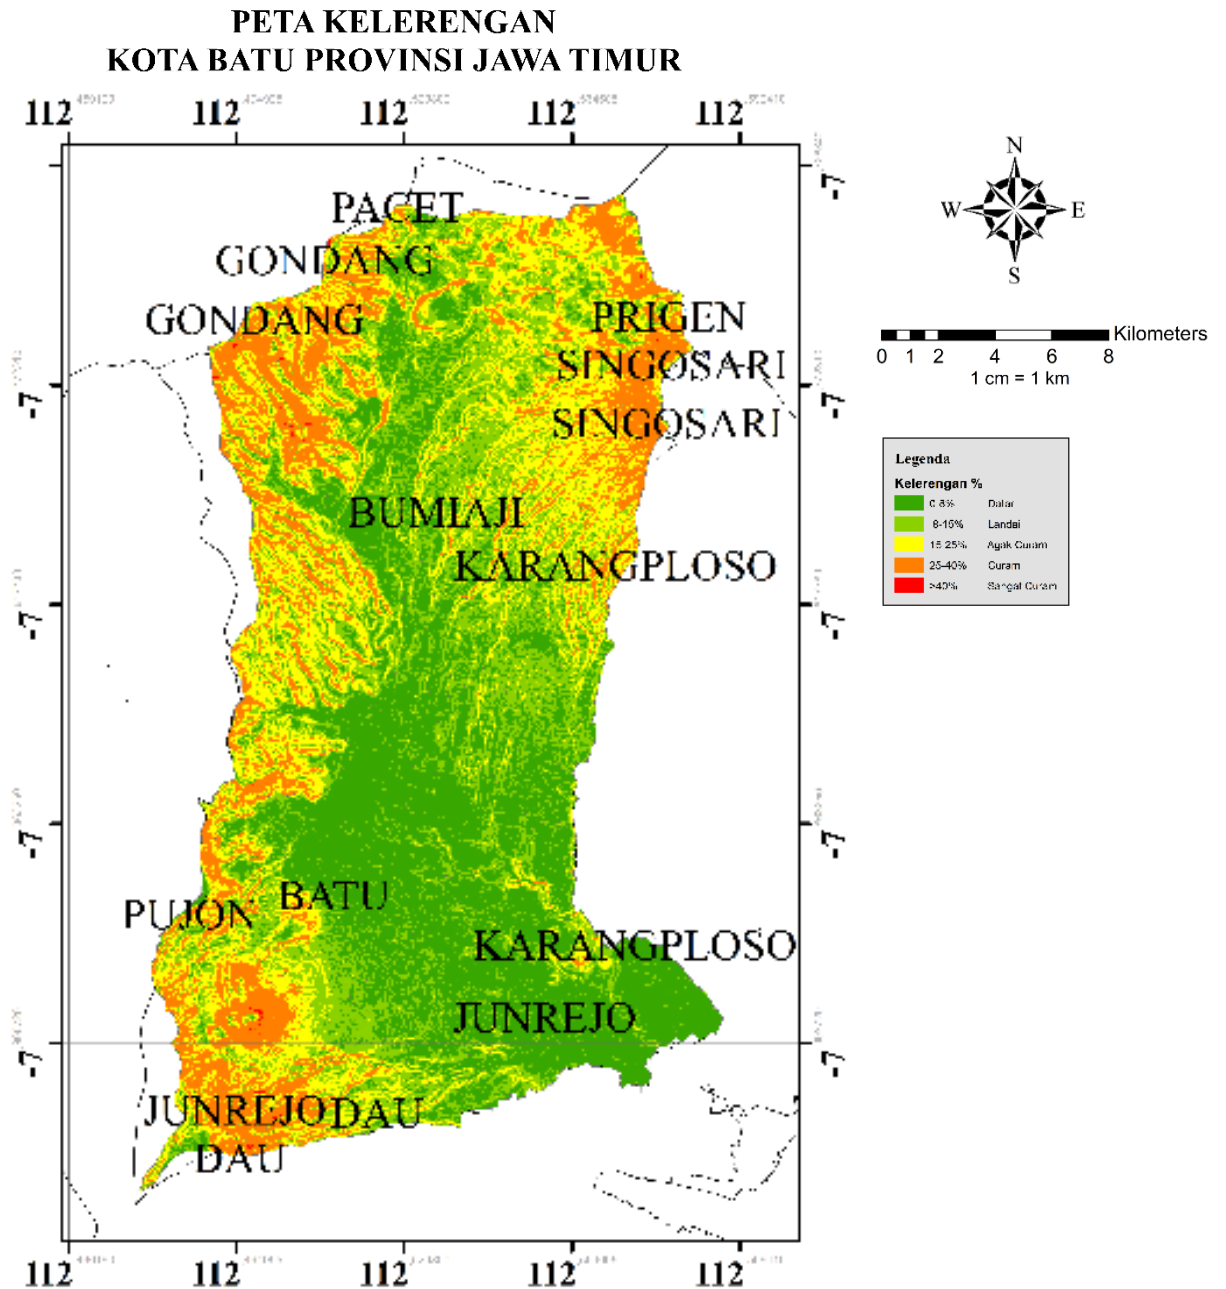 PETA KELERENGAN
KOTA BATU PROVINSI JAWA TIMUR
112 112 112 112 112
N
W E
S
-7 -7
PACET
GONDANG
GONDANG
PRIGEN
SINGOSARI
Kilometers
0 1 2 4 6 8
1 cm = 1 km
-7 -7
SINGOSARI
Legenda
Kelerengan %
0-8% Datar
8-15% Landai
15-25% Agak Curam
25-40% Curam
>40% Sangat Curam
BUMIAJI
KARANGPLOSO
-7 -7
-7 -7
BATU
PUJON
KARANGPLOSO
JUNREJO
-7 -7
JUNREJO DAU
DAU
112 112 112 112 112